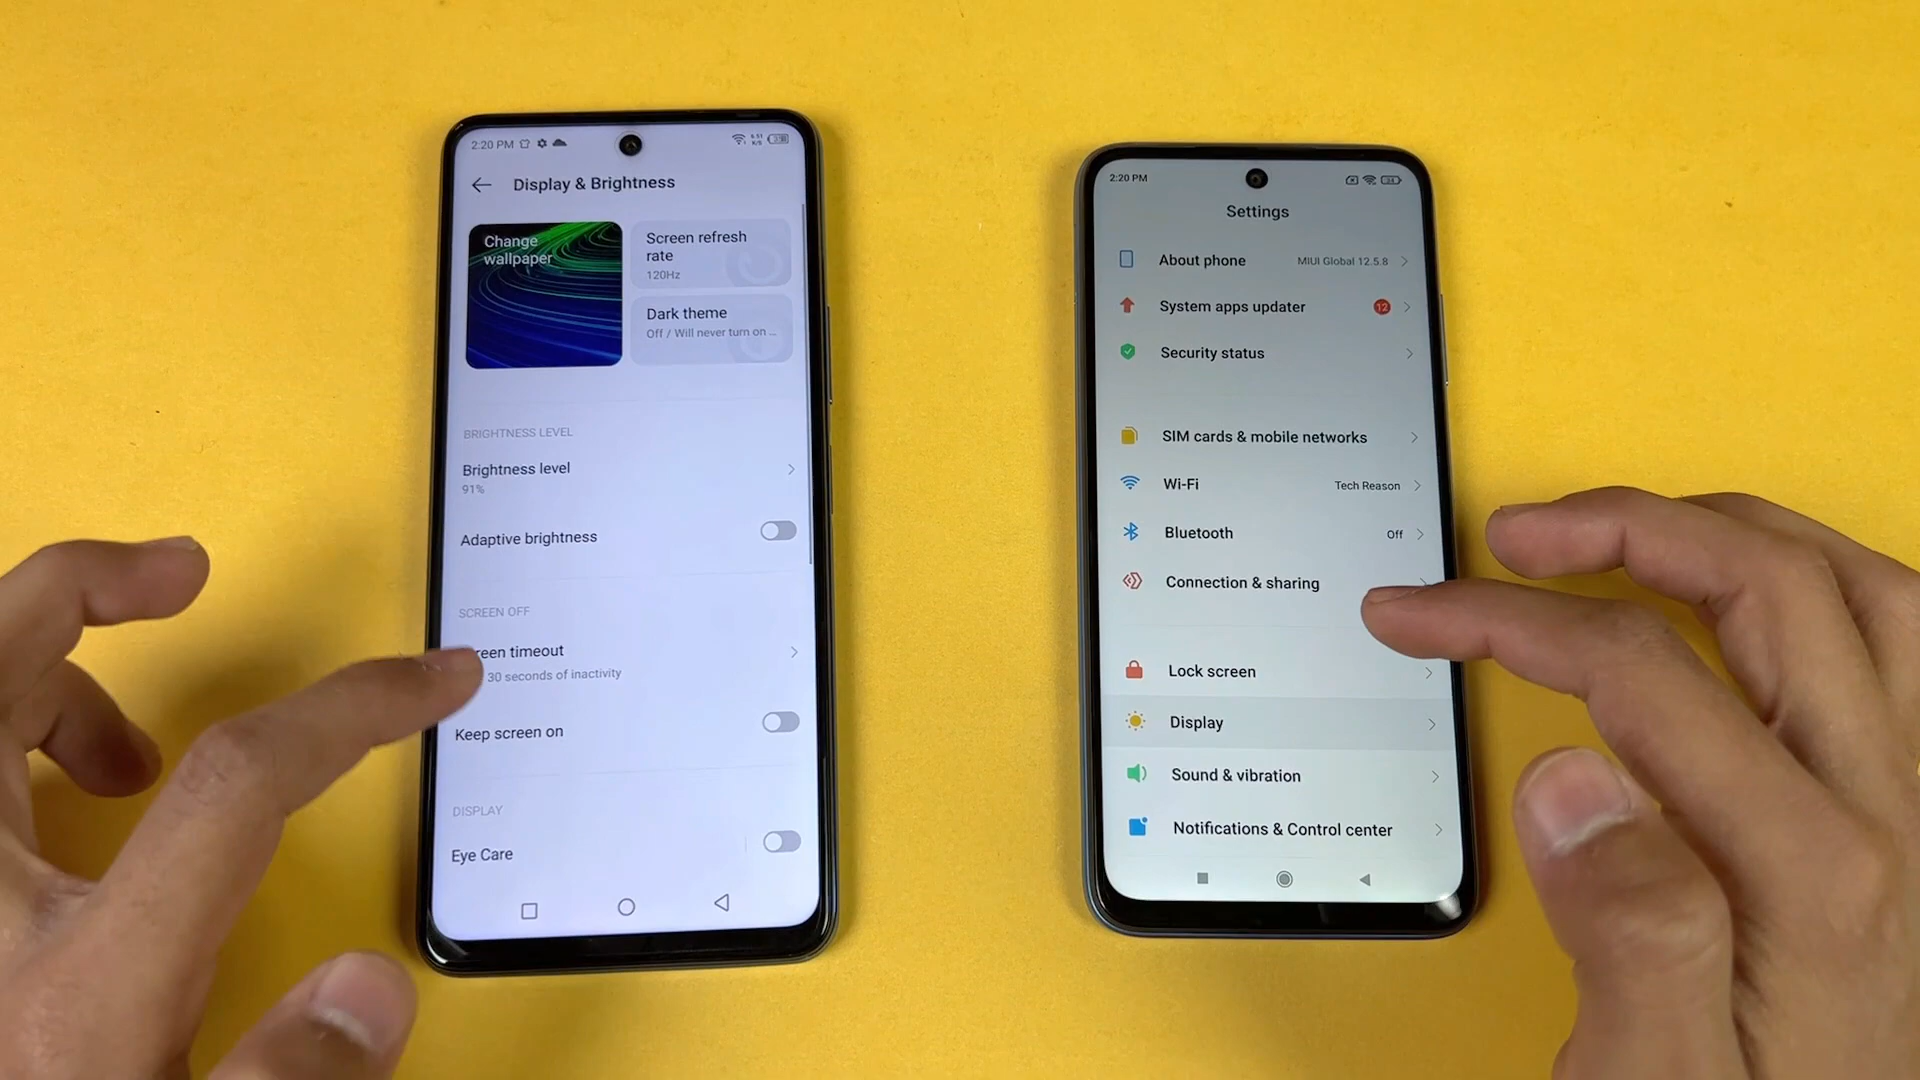 2:20 PM
Display & Brightness
Change
wallpaper
Screen refresh
rate
120Hz
Dark theme
Off / Will never turn on ...
BRIGHTNESS LEVEL
Brightness level
91%
Adaptive brightness
SCREEN OFF
reen timeout
30 seconds of inactivity
Keep screen on
DISPLAY
Eye Care
2:20 PM
Settings
About phone MIUI Global 12.5.8
System apps updater 12
Security status
SIM cards & mobile networks
Wi-Fi Tech Reason
Bluetooth Off
Connection & sharing
Lock screen
Display
Sound & vibration
Notifications & Control center